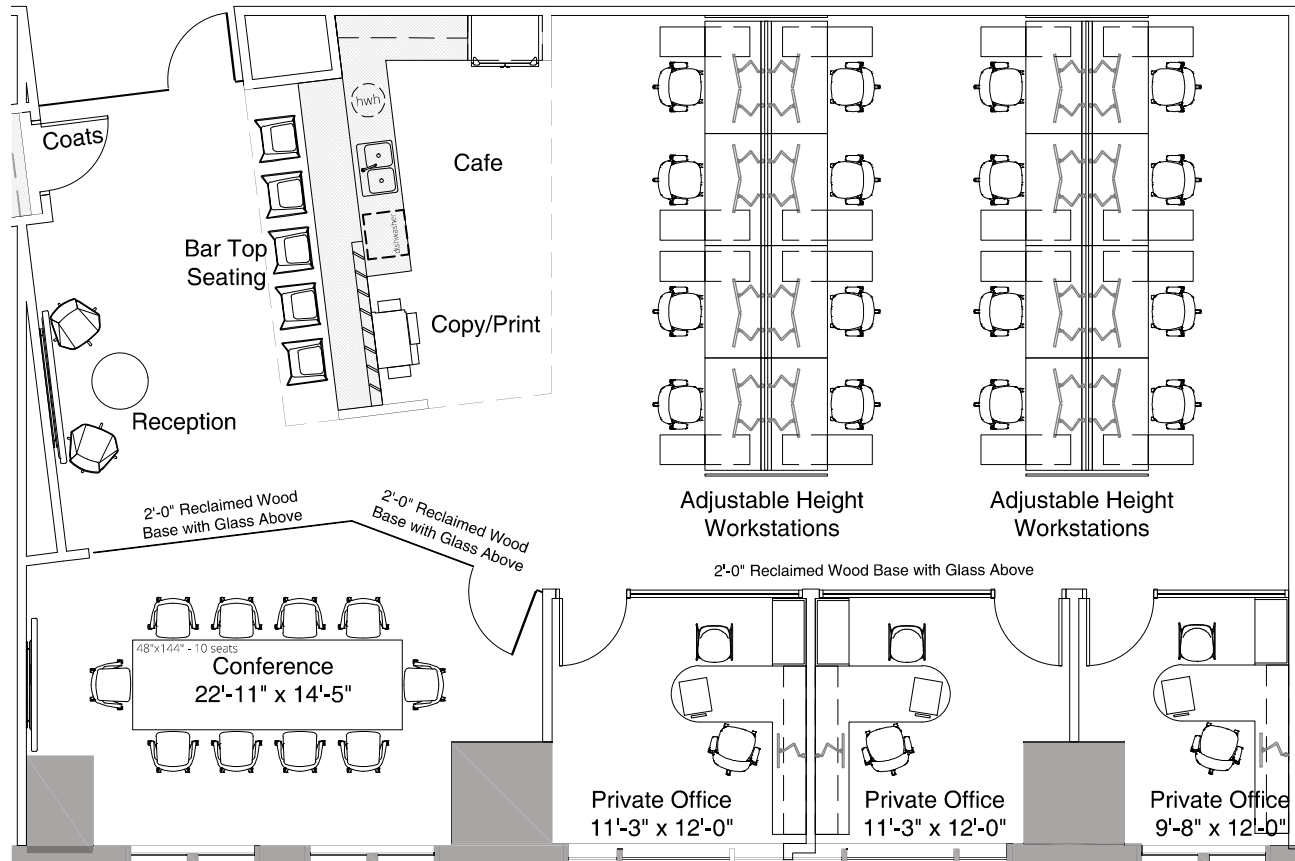 hwh
Coats
Cafe
dishwasher
Bar Top
Seating
Copy/Print
Reception
2'-0" Reclaimed Wood
Base with Glass Above
2'-0" Reclaimed Wood
Base with Glass Above
Adjustable Height
Workstations
Adjustable Height
Workstations
2'-0" Reclaimed Wood Base with Glass Above
48"x144" - 10 seats
Conference
22'-11" x 14'-5"
Private Office
11'-3" x 12'-0"
Private Office
11'-3" x 12'-0"
Private Office
9'-8" x 12'-0"